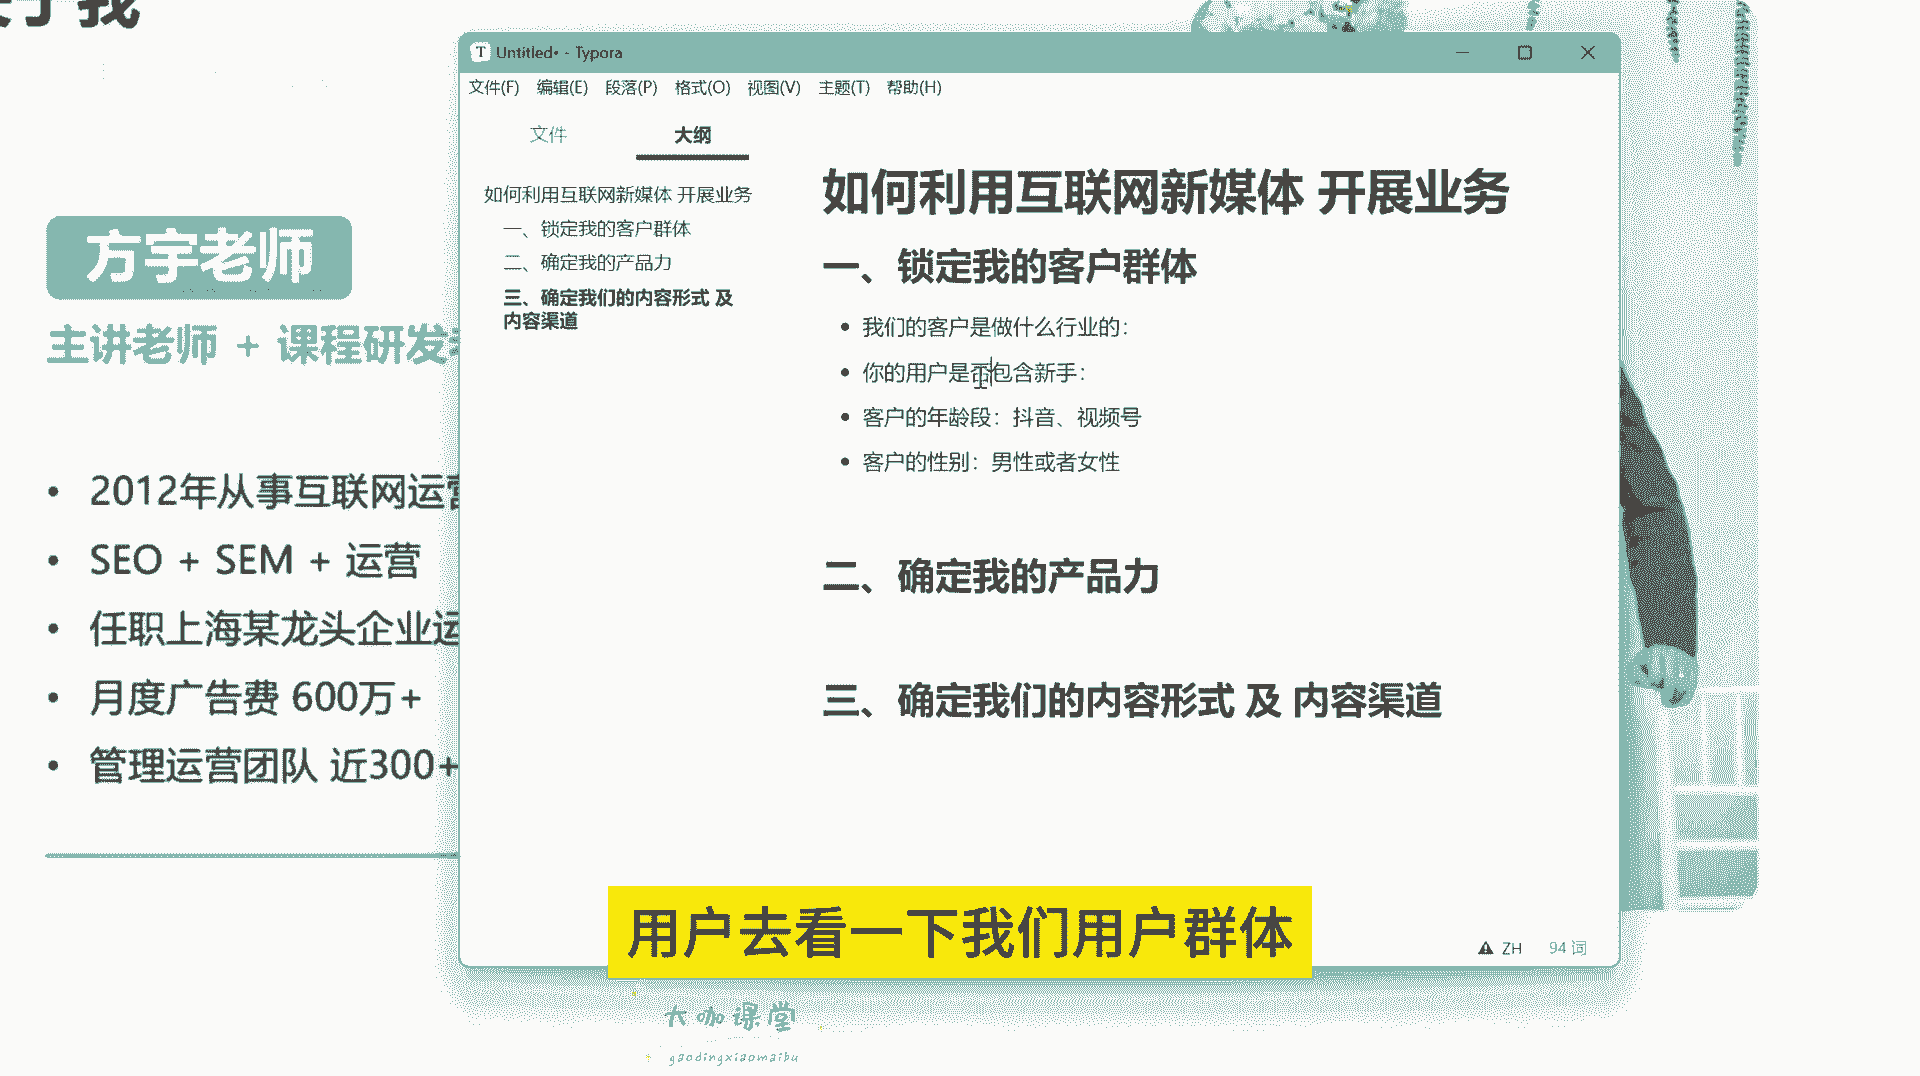 Untitled• - Typora
文件(F) 编辑(E) 段落(P) 格式(O) 视图(V) 主题(T) 帮助(H)
文件 大纲
如何利用互联网新媒体 开展业务
一、锁定我的客户群体
二、确定我的产品力
三、确定我们的内容形式 及
内容渠道
如何利用互联网新媒体 开展业务
一、锁定我的客户群体
我们的客户是做什么行业的：
你的用户是否包含新手：
客户的年龄段：抖音、视频号
客户的性别：男性或者女性
二、确定我的产品力
三、确定我们的内容形式 及 内容渠道
ZH 94 词
方宇老师
主讲老师 + 课程研发
• 2012年从事互联网运营
• SEO + SEM + 运营
• 任职上海某龙头企业运
• 月度广告费 600万+
• 管理运营团队 近300+
用户去看一下我们用户群体
大咖课堂
gaodingxiaomaibu